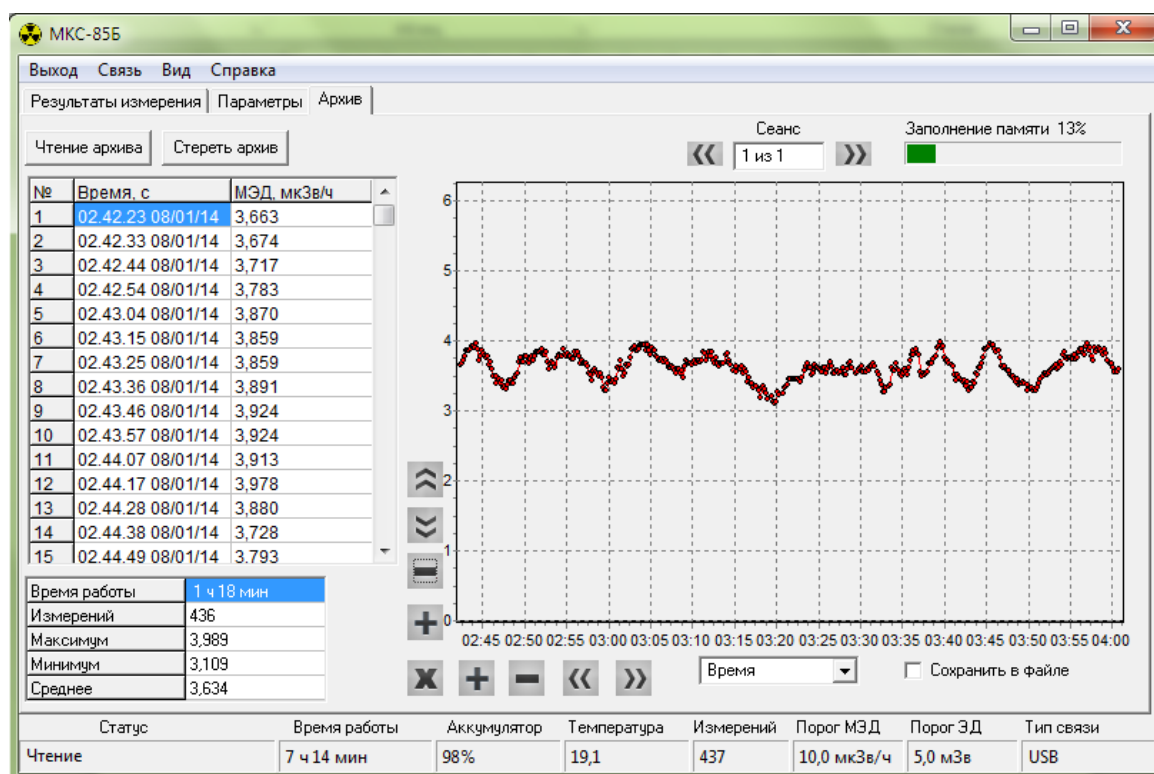 МКС-85Б
Выход Связь Вид Справка
Результаты измерения Параметры Архив
Чтение архива Стереть архив
Сеанс
1 из 1
Заполнение памяти 13%
№ Время, с МЭД, мкЗв/ч
1 02.42.23 08/01/14 3,663
2 02.42.33 08/01/14 3,674
3 02.42.44 08/01/14 3,717
4 02.42.54 08/01/14 3,783
5 02.43.04 08/01/14 3,870
6 02.43.15 08/01/14 3,859
7 02.43.25 08/01/14 3,859
8 02.43.36 08/01/14 3,891
9 02.43.46 08/01/14 3,924
10 02.43.57 08/01/14 3,924
11 02.44.07 08/01/14 3,913
12 02.44.17 08/01/14 3,978
13 02.44.28 08/01/14 3,880
14 02.44.38 08/01/14 3,728
15 02.44.49 08/01/14 3,793
Время работы 1 ч 18 мин
Измерений 436
Максимум 3,989
Минимум 3,109
Среднее 3,634
6
5
4
3
2
1
0
02:45 02:50 02:55 03:00 03:05 03:10 03:15 03:20 03:25 03:30 03:35 03:40 03:45 03:50 03:55 04:00
Время
Сохранить в файле
Статус Время работы Аккумулятор Температура Измерений Порог МЭД Порог ЭД Тип связи
Чтение 7 ч 14 мин 98% 19,1 437 10,0 мкЗв/ч 5,0 мЗв USB